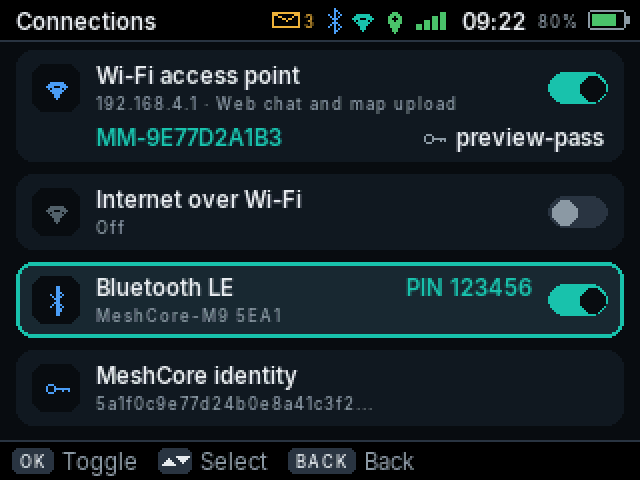 Connections 3 09:22 80%
Wi-Fi access point
192.168.4.1 · Web chat and map upload
MM-9E77D2A1B3 preview-pass
Internet over Wi-Fi
Off
Bluetooth LE PIN 123456
MeshCore-M9 5EA1
MeshCore identity
5a1f0c9e77d24b0e8a41c3f2...
OK Toggle Select BACK Back